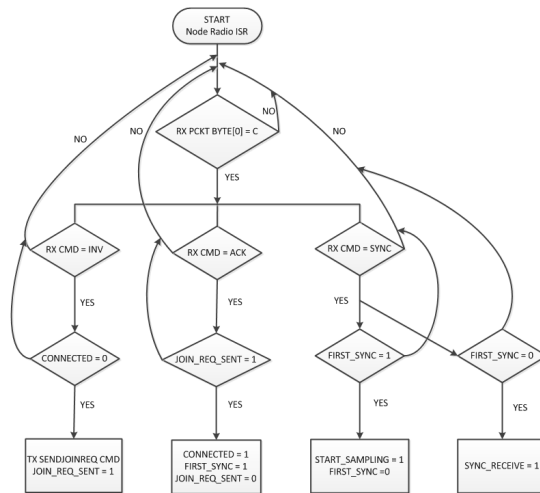 START
Node Radio ISR
NO
NO
NO
NO
RX PCKT BYTE[0] = C
YES
RX CMD = INV
RX CMD = ACK
RX CMD = SYNC
YES
YES
YES
CONNECTED = 0
JOIN_REQ_SENT = 1
FIRST_SYNC = 1
FIRST_SYNC = 0
YES
YES
YES
YES
TX SENDJOINREQ CMD
JOIN_REQ_SENT = 1
CONNECTED = 1
FIRST_SYNC = 1
JOIN_REQ_SENT = 0
START_SAMPLING = 1
FIRST_SYNC =0
SYNC_RECEIVE = 1